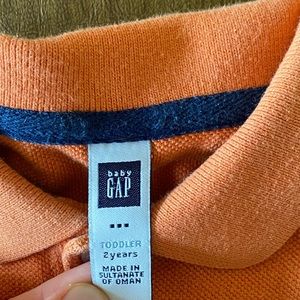 baby
GAP
TODDLER
2 years
MADE IN
SULTANATE
OF OMAN